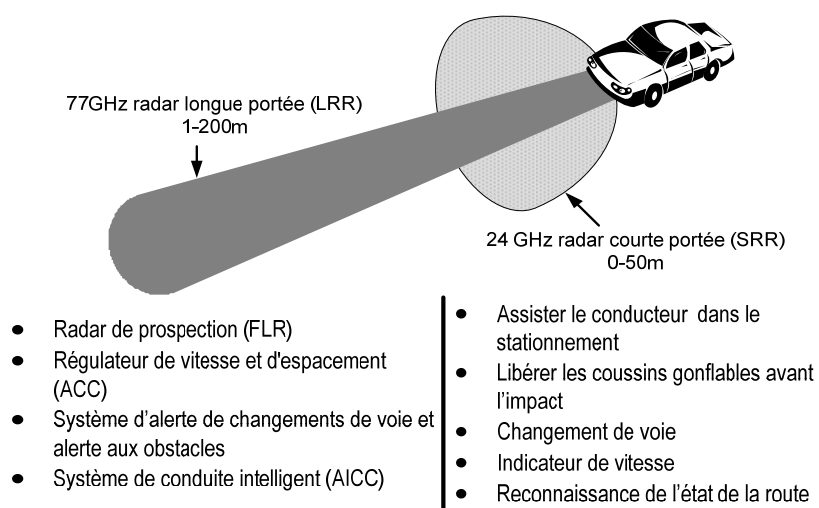 77GHz radar longue portée (LRR)
1-200m
24 GHz radar courte portée (SRR)
0-50m
• Radar de prospection (FLR)
• Régulateur de vitesse et d'espacement
(ACC)
• Système d'alerte de changements de voie et
alerte aux obstacles
• Système de conduite intelligent (AICC)
• Assister le conducteur dans le
stationnement
• Libérer les coussins gonflables avant
l'impact
• Changement de voie
• Indicateur de vitesse
• Reconnaissance de l'état de la route